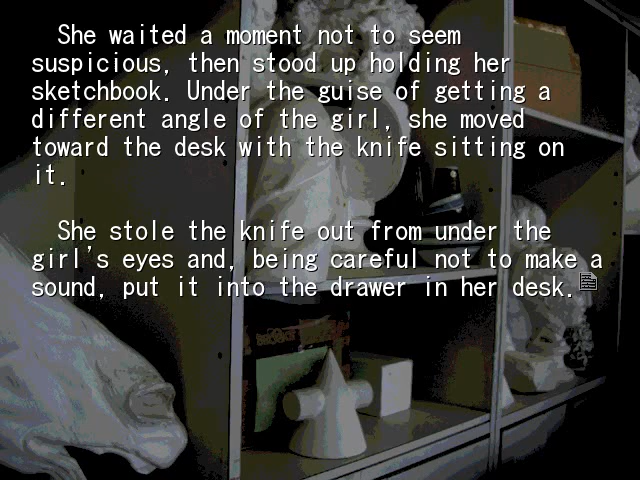 She waited a moment not to seem
suspicious, then stood up holding her
sketchbook. Under the guise of getting a
different angle of the girl, she moved
toward the desk with the knife sitting on
it.
She stole the knife out from under the
girl's eyes and, being careful not to make a
sound, put it into the drawer in her desk.